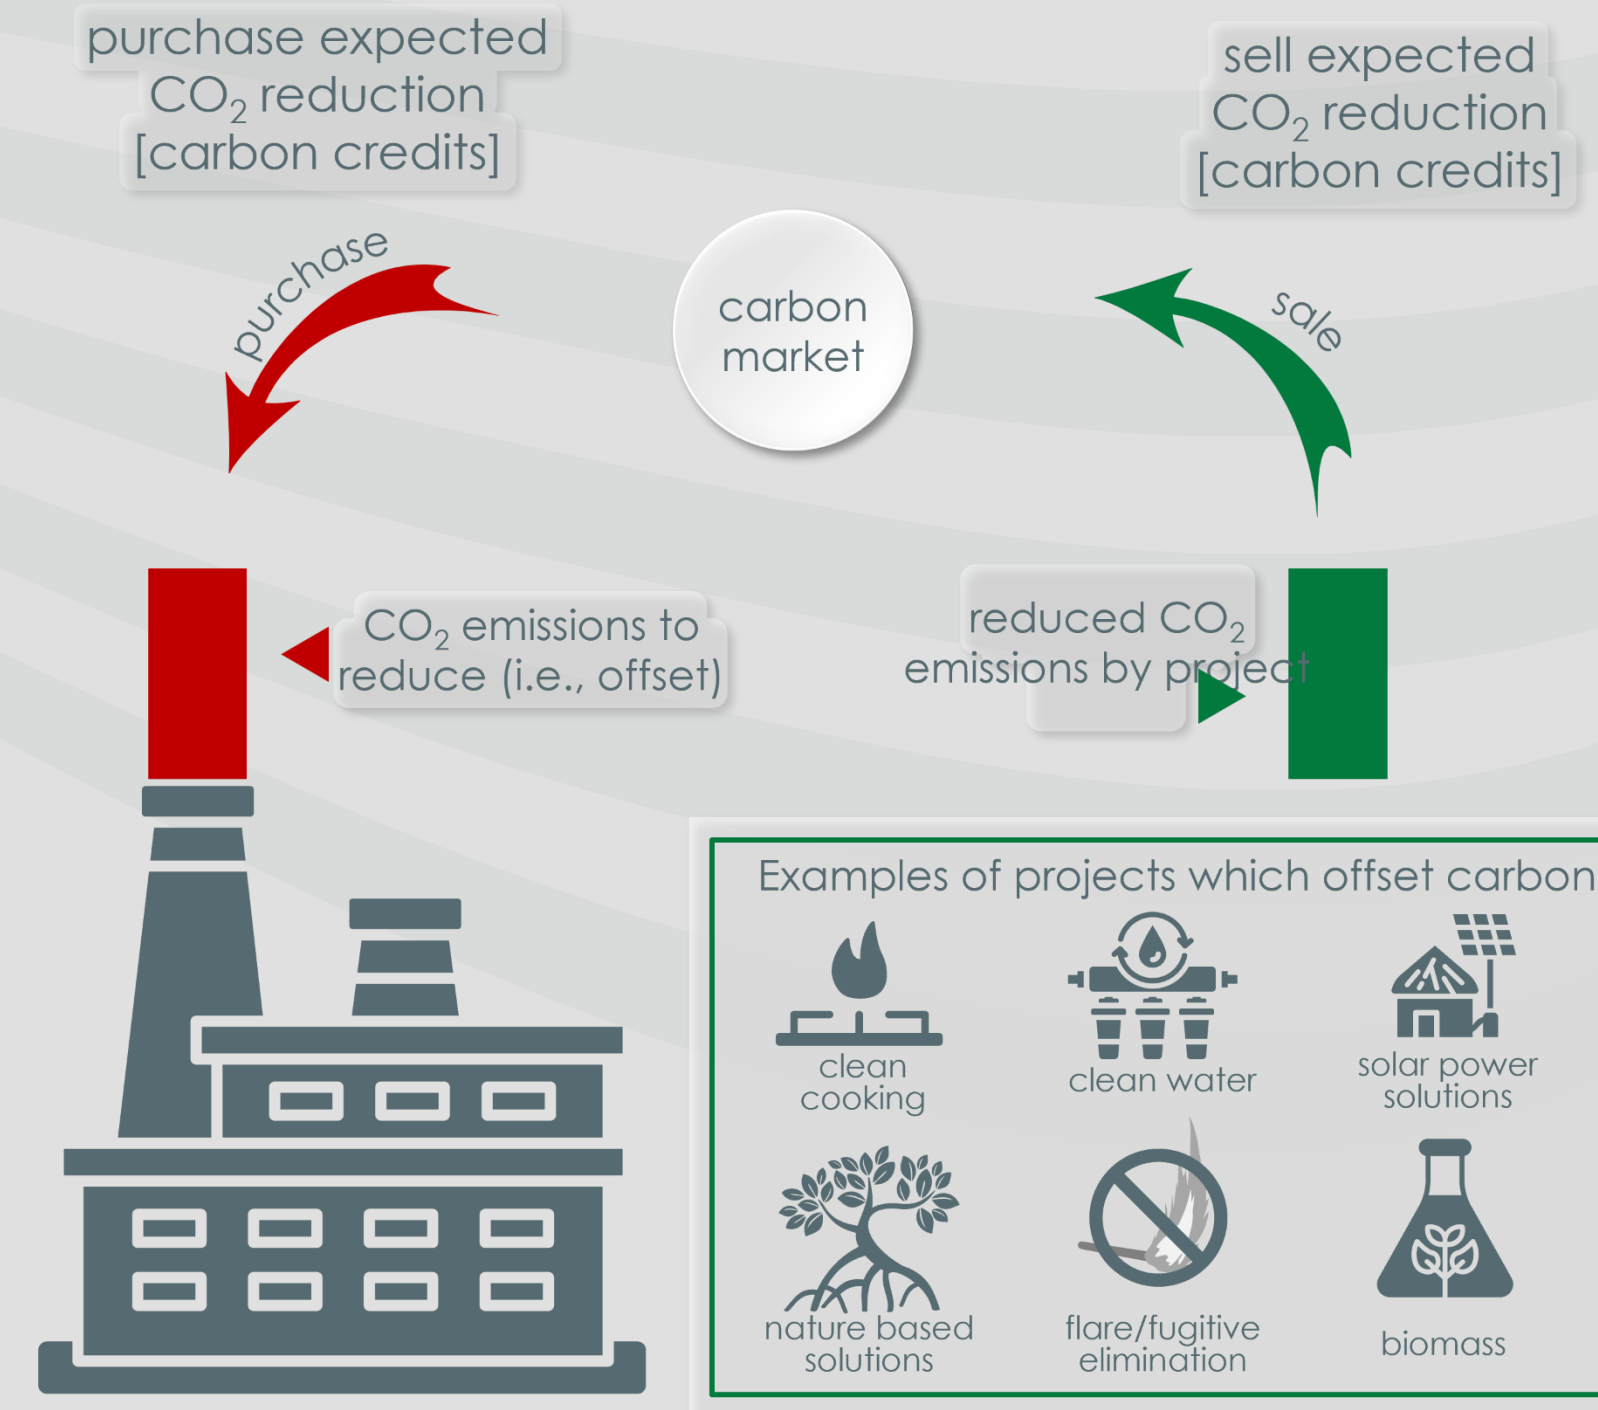 purchase expected
CO₂ reduction
[carbon credits]
sell expected
CO₂ reduction
[carbon credits]
purchase
carbon
market
sale
CO₂ emissions to
reduce (i.e., offset)
reduced CO₂
emissions by project
Examples of projects which offset carbon
clean
cooking
clean water
solar power
solutions
nature based
solutions
flare/fugitive
elimination
biomass